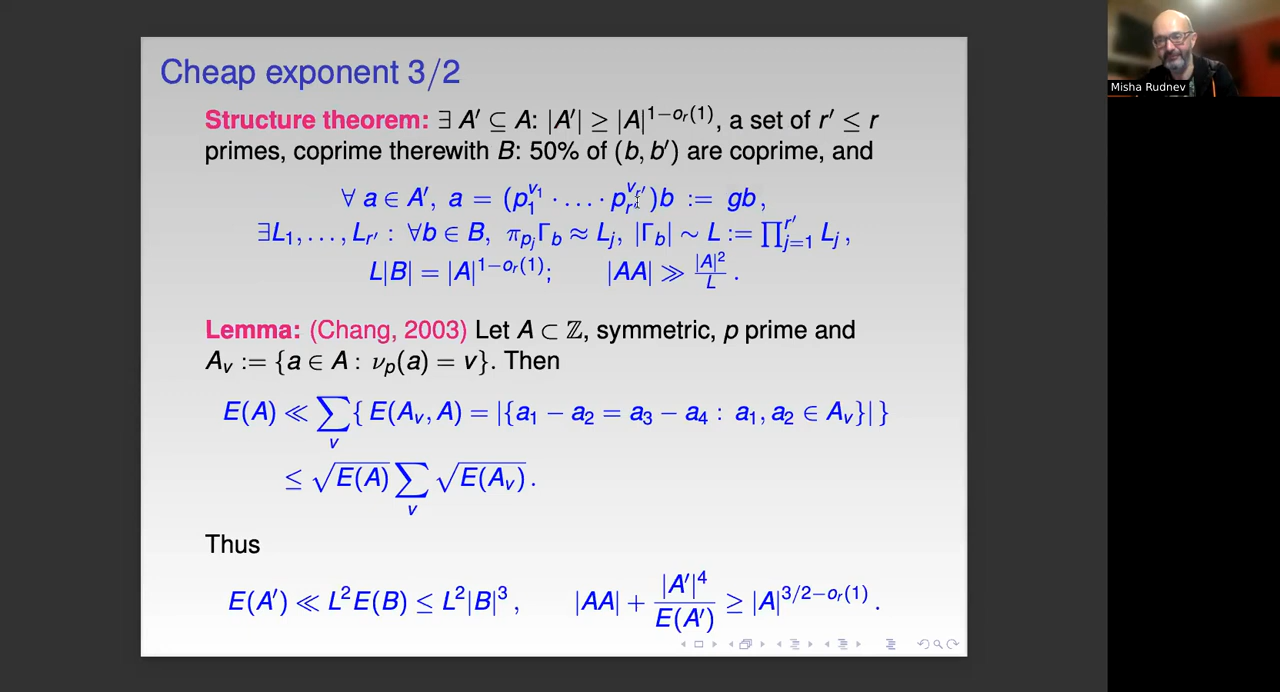 Cheap exponent 3/2
Structure theorem: ∃ A′ ⊆ A: |A′| ≥ |A|^{1−o_r(1)}, a set of r′ ≤ r
primes, coprime therewith B: 50% of (b, b′) are coprime, and
∀ a ∈ A′, a = (p_1^{v_1} · … · p_{r′}^{v_{r′}})b := gb ,
∃L_1, … , L_{r′} : ∀b ∈ B, π_{p_j}Γ_b ≈ L_j, |Γ_b| ∼ L := ∏_{j=1}^{r′} L_j ,
L|B| = |A|^{1−o_r(1)}; |AA| ≫ |A|^2/L .
Lemma: (Chang, 2003) Let A ⊂ ℤ, symmetric, p prime and
A_v := {a ∈ A : ν_p(a) = v}. Then
E(A) ≪ ∑_v { E(A_v, A) = |{a_1 − a_2 = a_3 − a_4 : a_1, a_2 ∈ A_v}| }
≤ √E(A) ∑_v √E(A_v) .
Thus
E(A′) ≪ L^2E(B) ≤ L^2|B|^3 , |AA| + |A′|^4/E(A′) ≥ |A|^{3/2−o_r(1)} .
Misha Rudnev